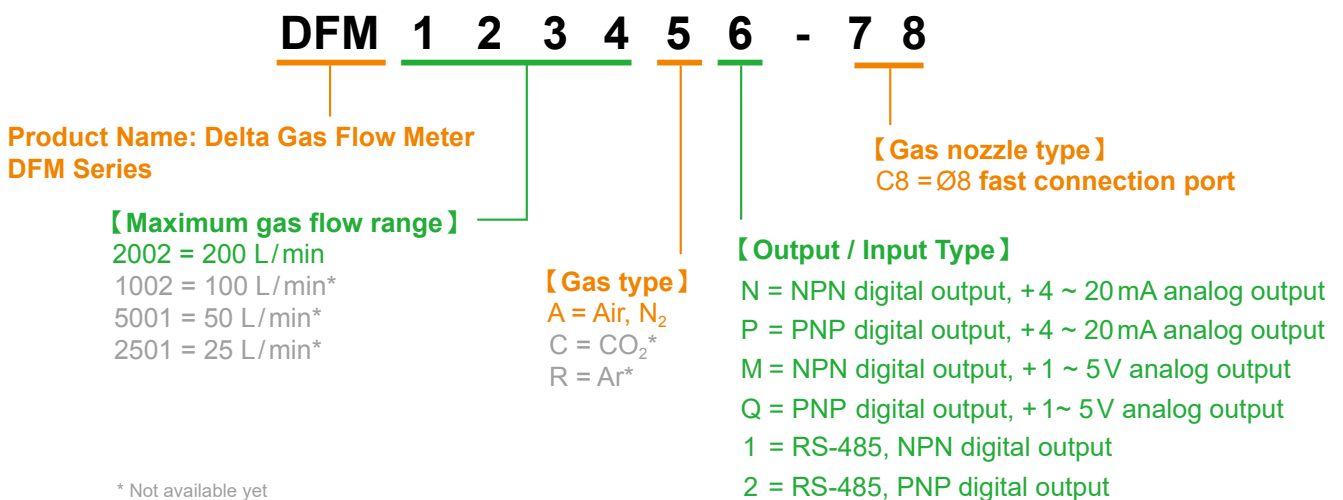 DFM 1 2 3 4 5 6 - 7 8
Product Name: Delta Gas Flow Meter
DFM Series
【Maximum gas flow range】
2002 = 200 L/min
1002 = 100 L/min*
5001 = 50 L/min*
2501 = 25 L/min*
【Gas type】
A = Air, N₂
C = CO₂*
R = Ar*
【Gas nozzle type】
C8 = Ø8 fast connection port
【Output / Input Type】
N = NPN digital output, +4 ~ 20 mA analog output
P = PNP digital output, +4 ~ 20 mA analog output
M = NPN digital output, +1 ~ 5 V analog output
Q = PNP digital output, +1~ 5V analog output
1 = RS-485, NPN digital output
2 = RS-485, PNP digital output
* Not available yet